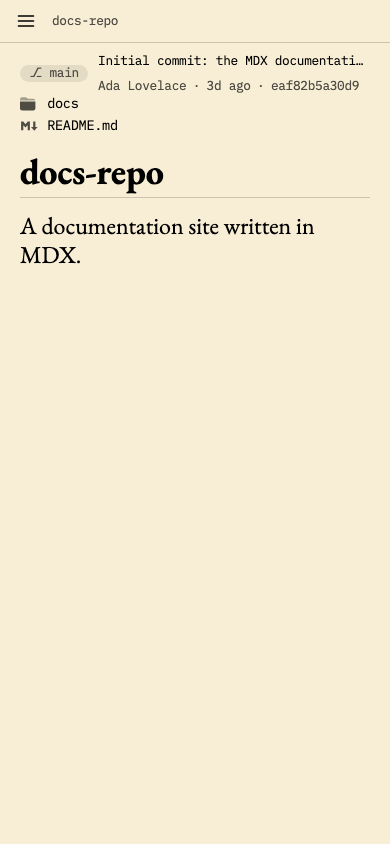 docs-repo
⎇ main
Initial commit: the MDX documentati…
Ada Lovelace · 3d ago · eaf82b5a30d9
docs
README.md
docs-repo
A documentation site written in
MDX.